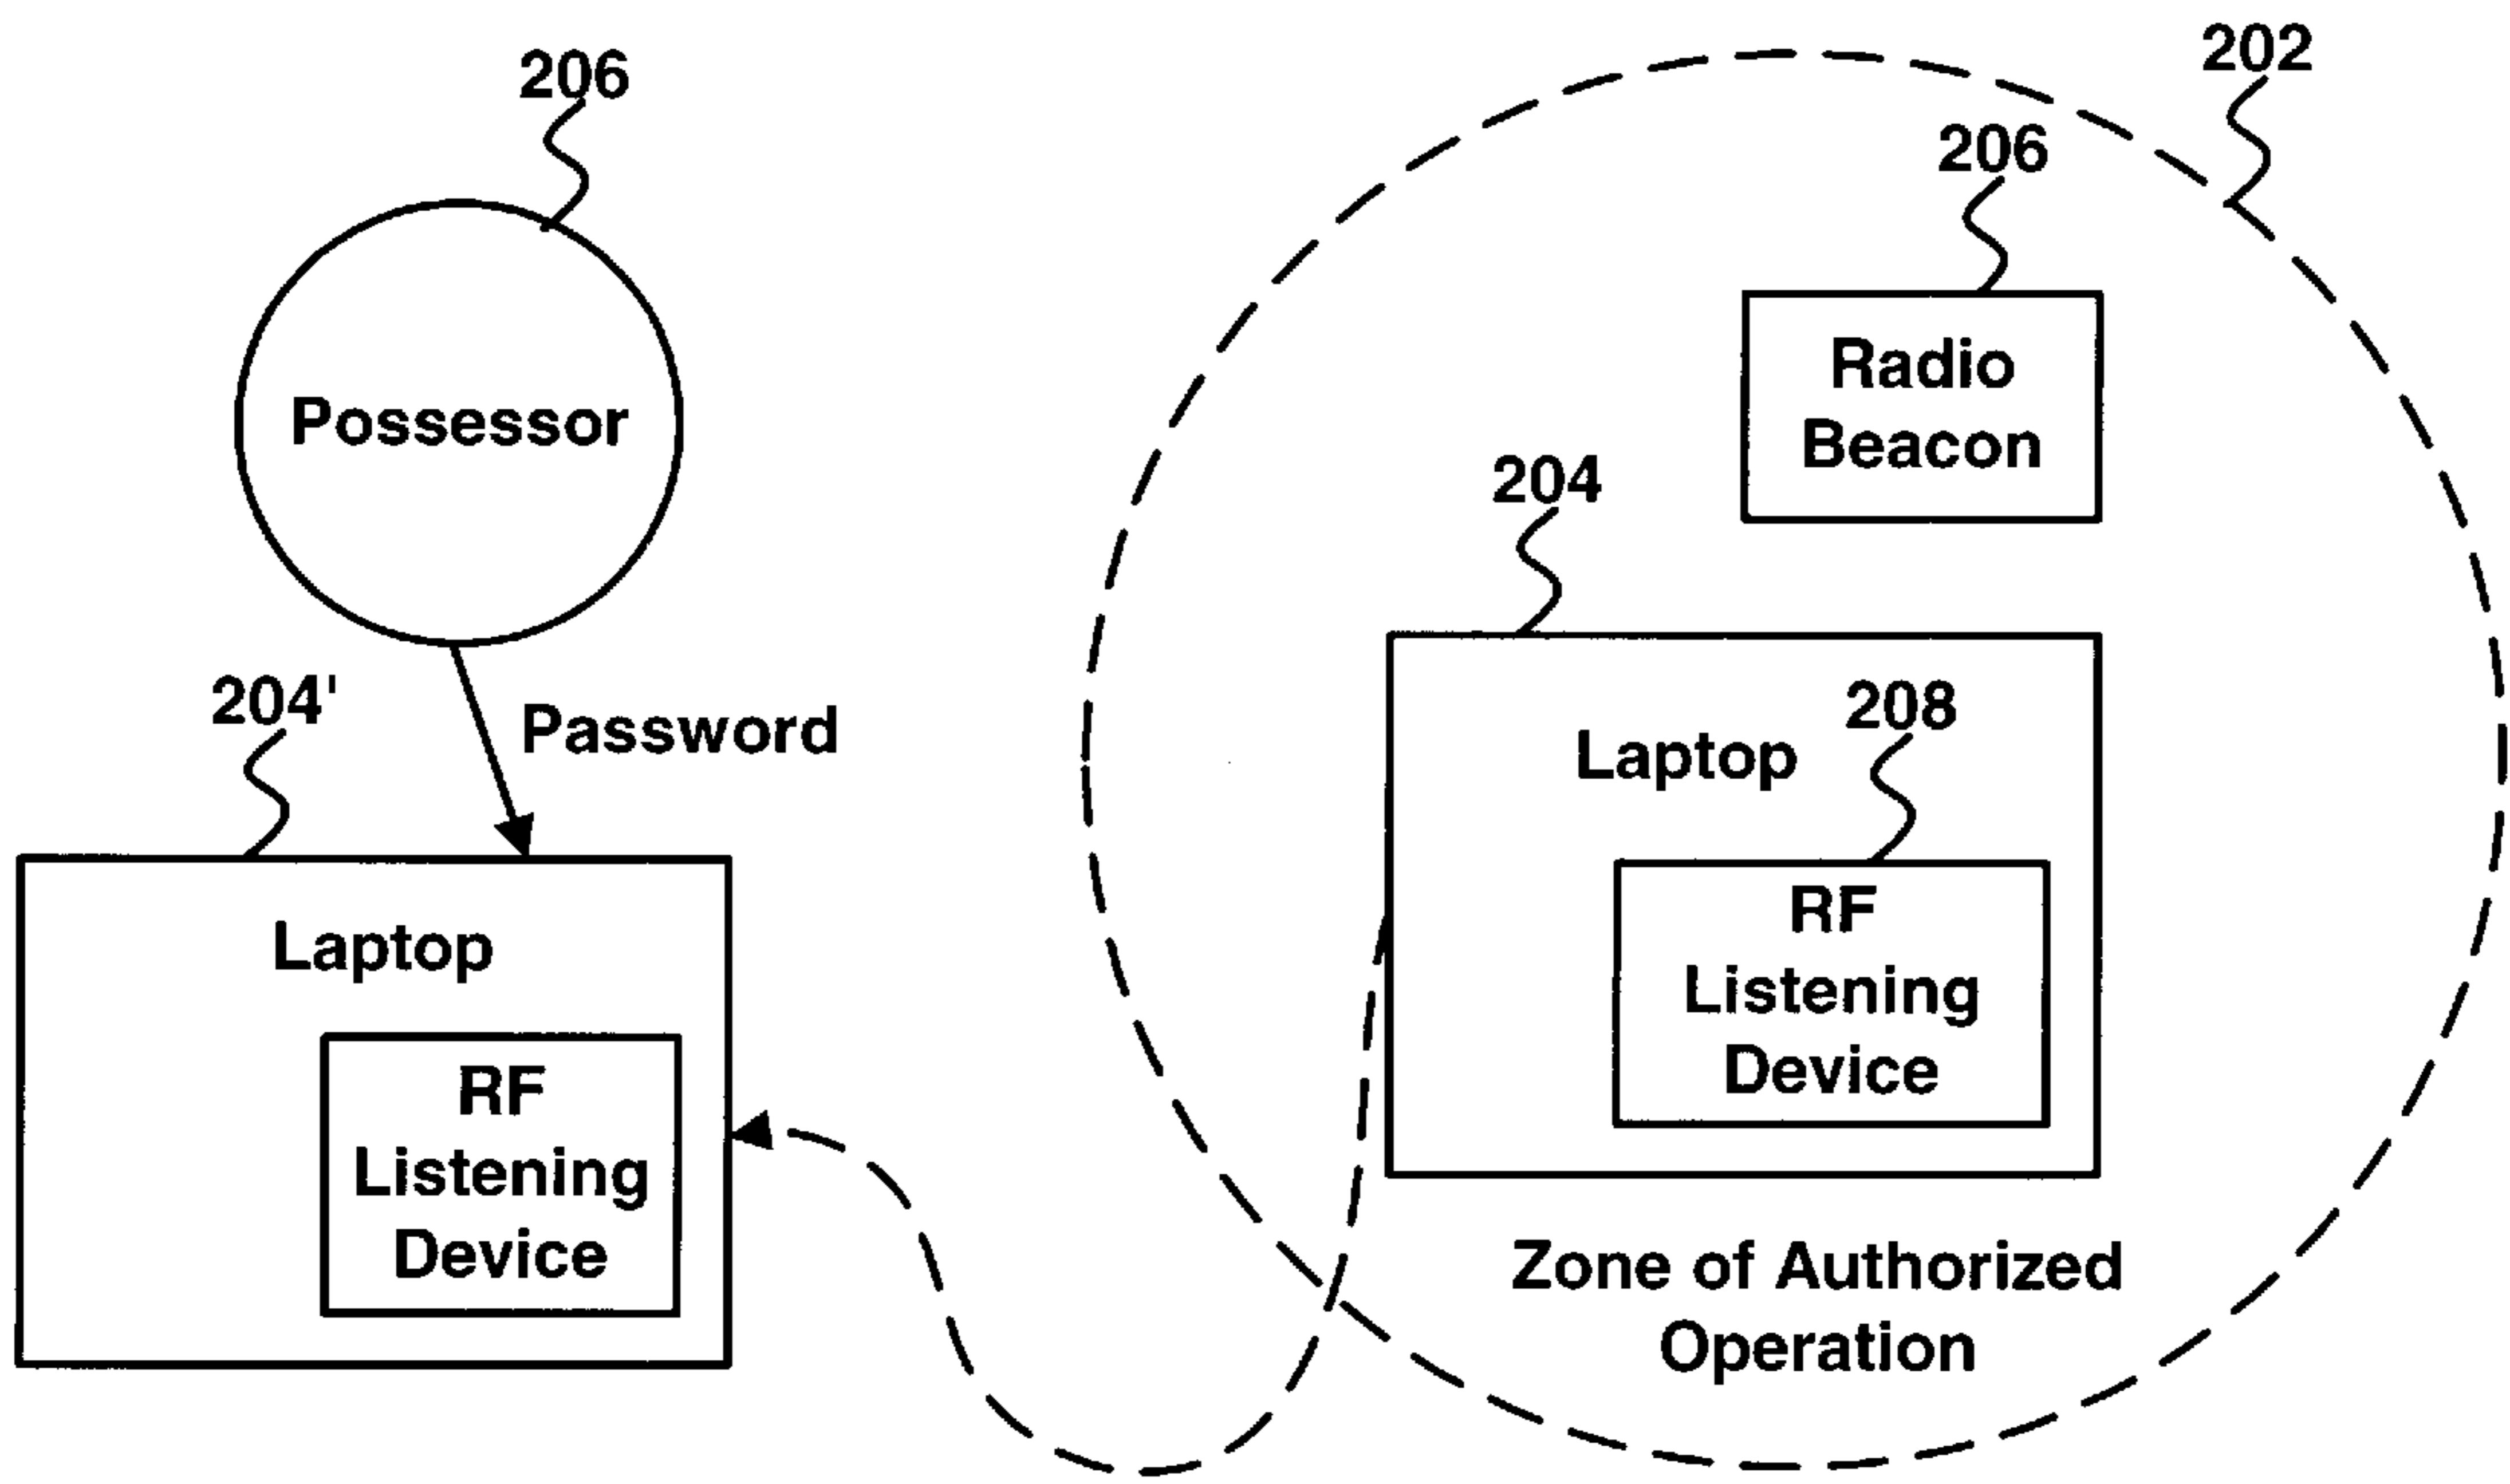 206
Possessor
204'
Password
Laptop
RF
Listening
Device
202
206
Radio
Beacon
204
Laptop
208
RF
Listening
Device
Zone of Authorized
Operation